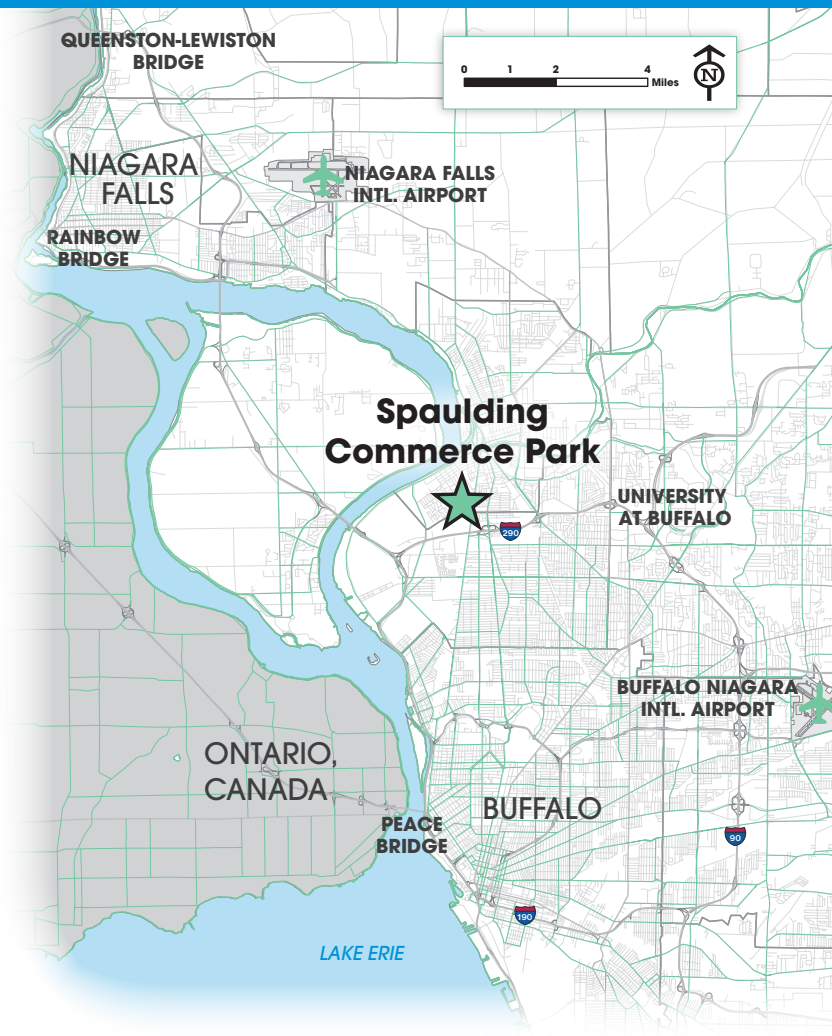 QUEENSTON-LEWISTON
BRIDGE
0 1 2 4
Miles
N
NIAGARA
FALLS
NIAGARA FALLS
INTL. AIRPORT
RAINBOW
BRIDGE
Spaulding
Commerce Park
UNIVERSITY
AT BUFFALO
290
BUFFALO NIAGARA
INTL. AIRPORT
ONTARIO,
CANADA
BUFFALO
PEACE
BRIDGE
90
190
LAKE ERIE